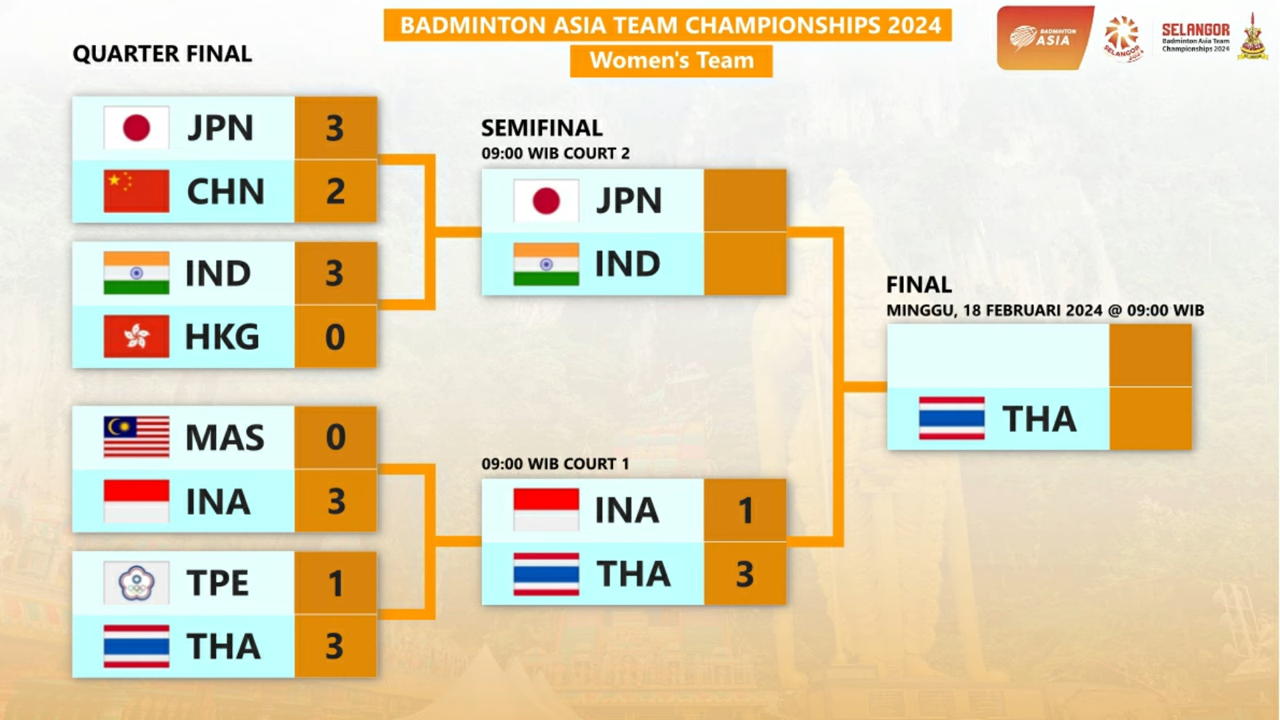 BADMINTON ASIA TEAM CHAMPIONSHIPS 2024
Women's Team
BADMINTON
ASIA
SELANGOR
SELANGOR
Badminton Asia Team
Championships 2024
QUARTER FINAL
JPN 3
CHN 2
IND 3
HKG 0
MAS 0
INA 3
TPE 1
THA 3
SEMIFINAL
09:00 WIB COURT 2
JPN
IND
09:00 WIB COURT 1
INA 1
THA 3
FINAL
MINGGU, 18 FEBRUARI 2024 @ 09:00 WIB
THA